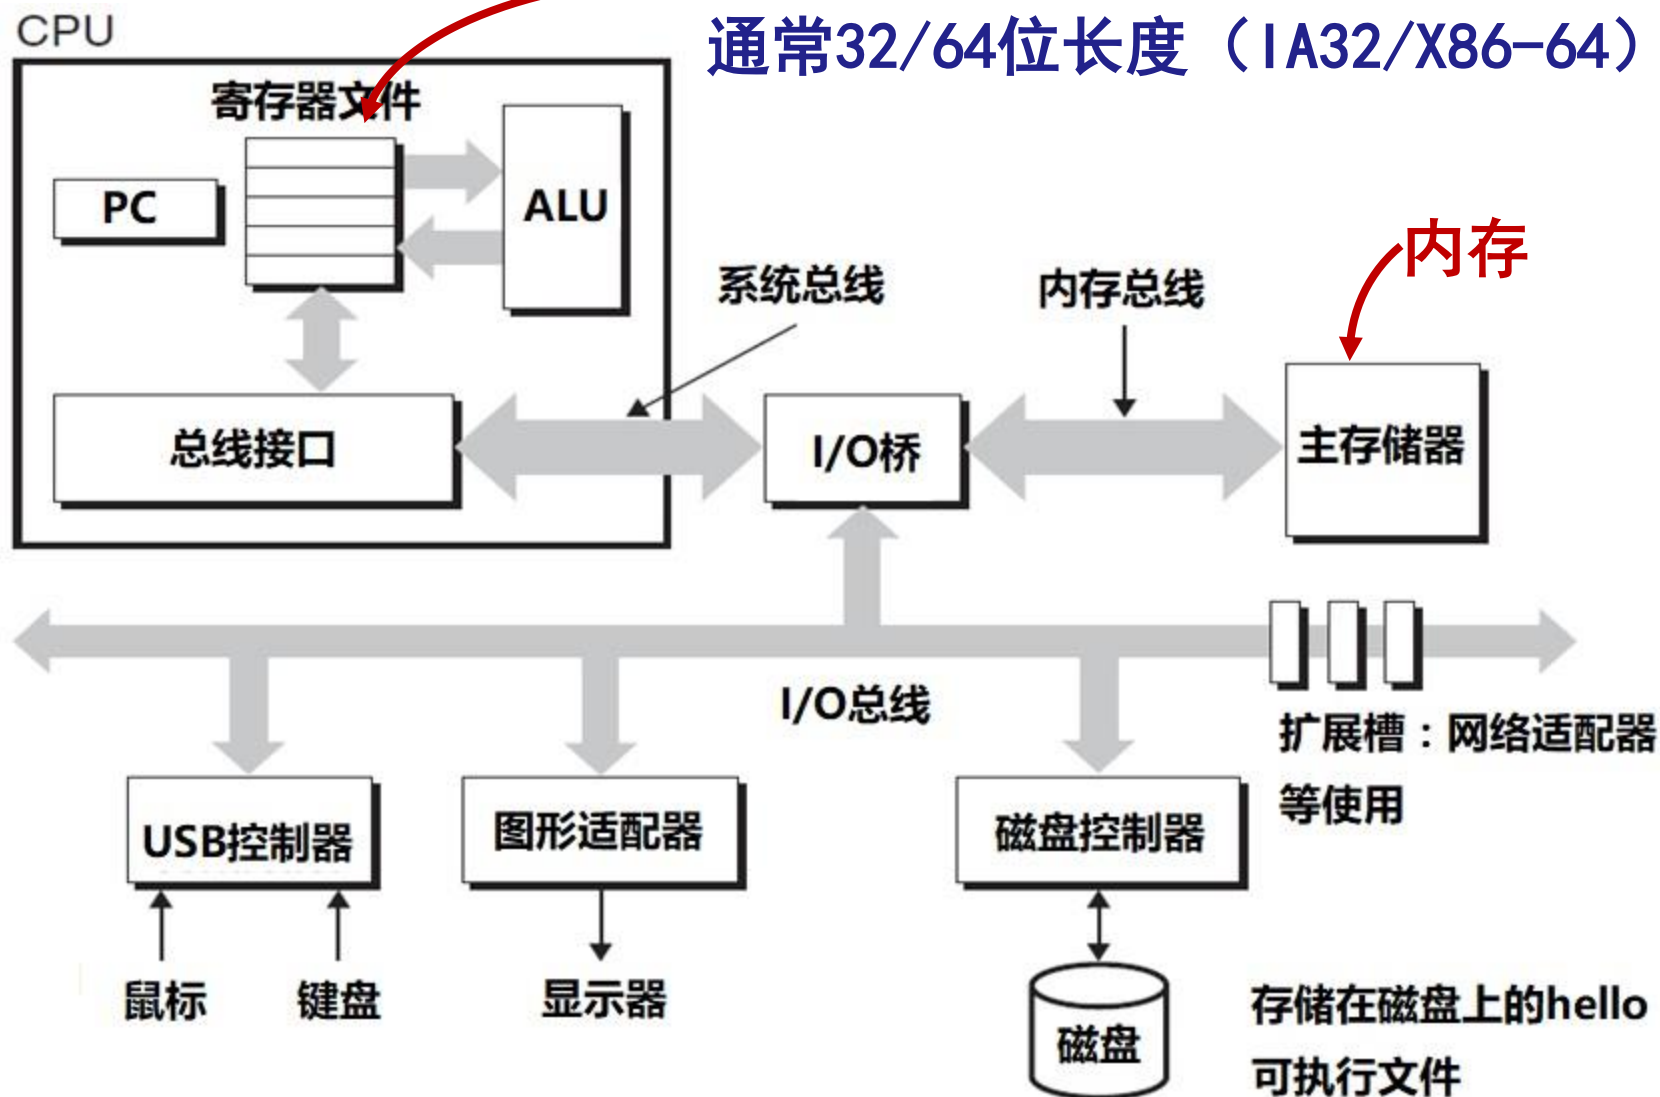 CPU
通常32/64位长度（IA32/X86-64）
寄存器文件
PC
ALU
内存
系统总线
内存总线
总线接口
I/O桥
主存储器
I/O总线
扩展槽：网络适配器
等使用
USB控制器
图形适配器
磁盘控制器
鼠标
键盘
显示器
磁盘
存储在磁盘上的hello
可执行文件